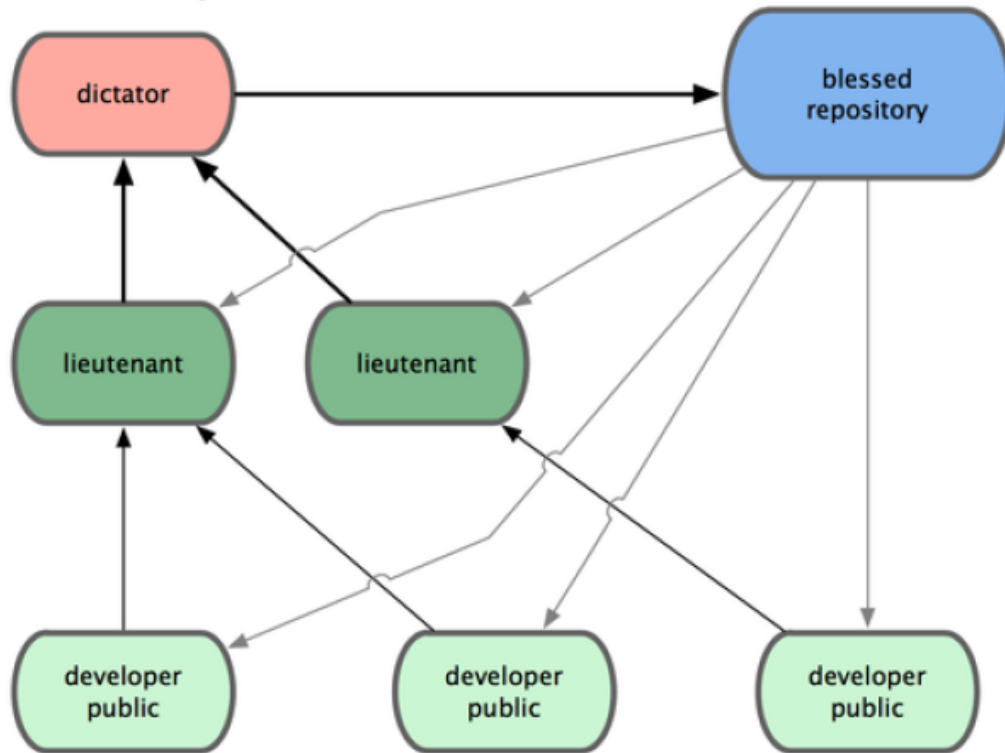 dictator
blessed
repository
lieutenant
lieutenant
developer
public
developer
public
developer
public